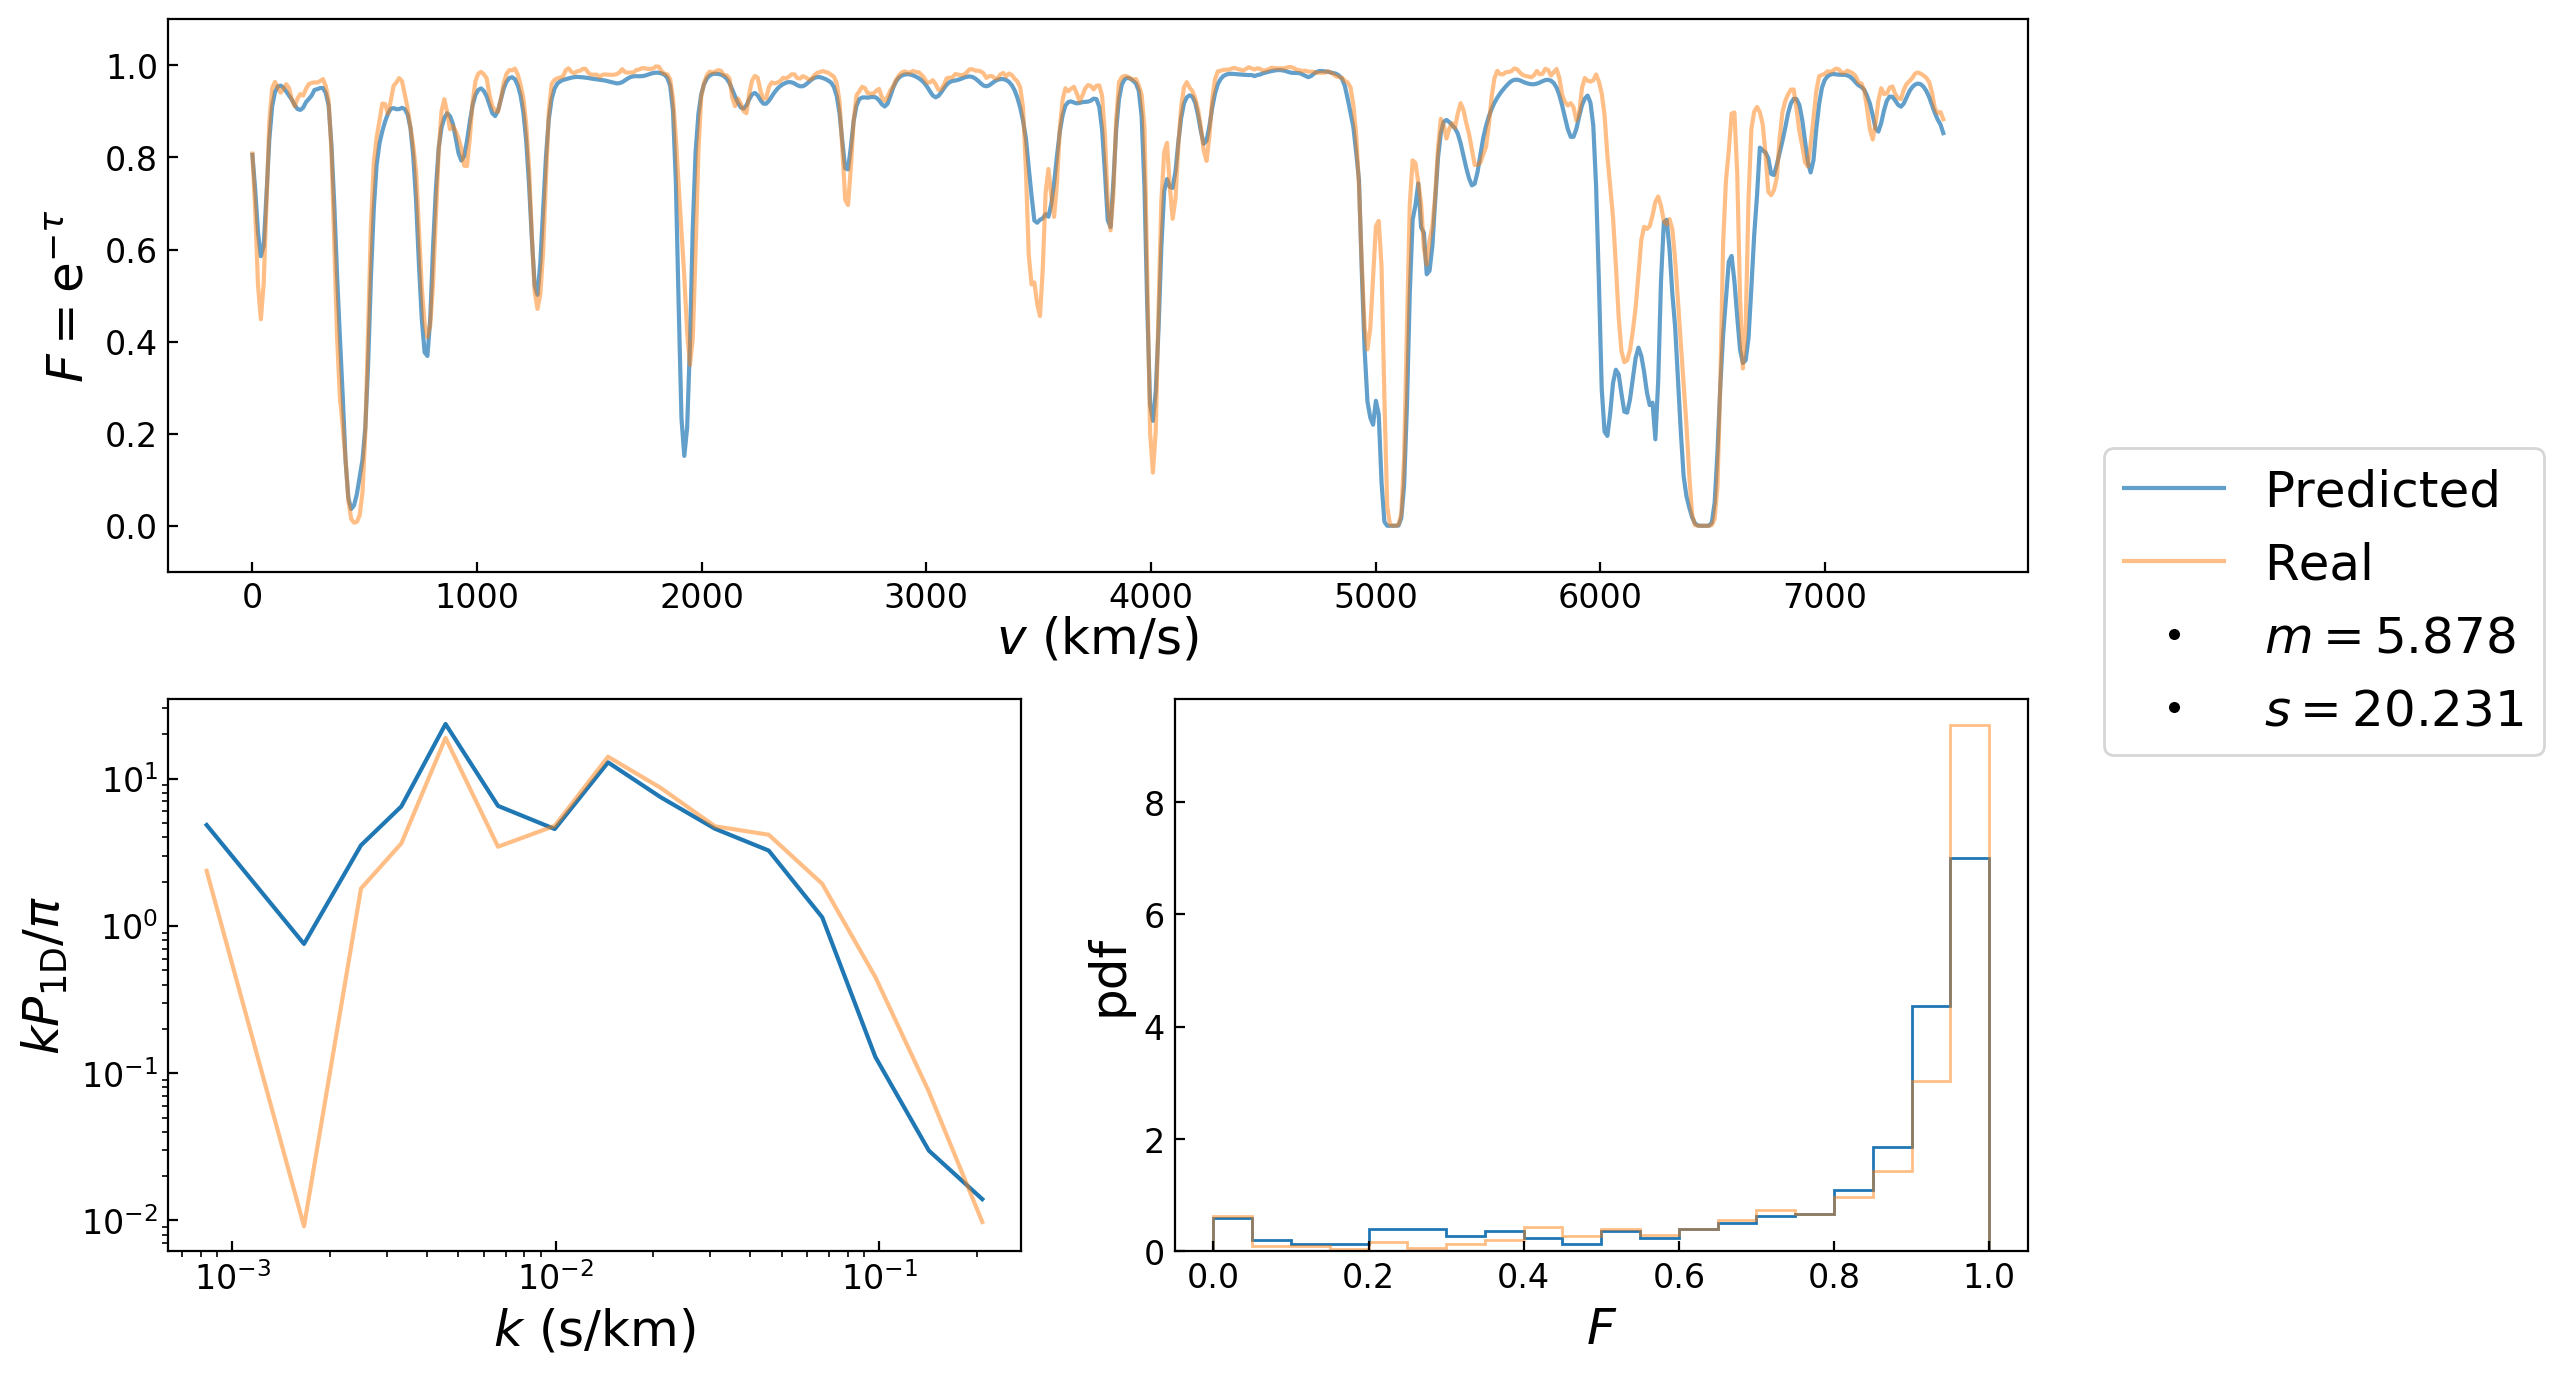 1.0
0.8
0.6
0.4
0.2
0.0
F = e^{−τ}
0 1000 2000 3000 4000 5000 6000 7000
v (km/s)
Predicted
Real
m = 5.878
s = 20.231
10^1
10^0
10^{−1}
10^{−2}
kP_{1D}/π
10^{−3} 10^{−2} 10^{−1}
k (s/km)
8
6
4
2
0
pdf
0.0 0.2 0.4 0.6 0.8 1.0
F